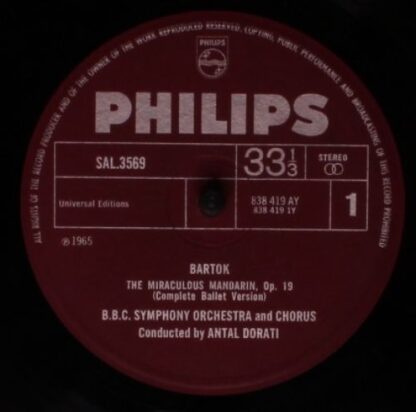 ALL RIGHTS OF THE RECORD PRODUCER AND OF THE OWNER OF THE WORK REPRODUCED RESERVED. COPYING, PUBLIC PERFORMANCE AND BROADCASTING OF THIS RECORD PROHIBITED
PHILIPS
PHILIPS
SAL.3569
33 1/3
STEREO
Universal Editions
838 419 AY
838 419 1Y
1
℗ 1965
BARTOK
THE MIRACULOUS MANDARIN, Op. 19
(Complete Ballet Version)
B.B.C. SYMPHONY ORCHESTRA and CHORUS
Conducted by ANTAL DORATI